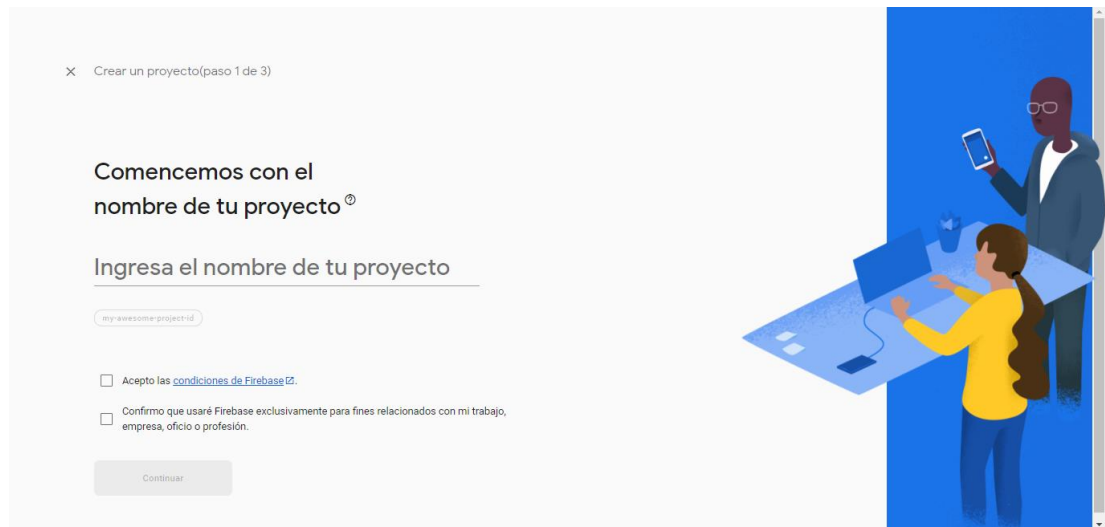 Crear un proyecto(paso 1 de 3)
Comencemos con el
nombre de tu proyecto
Ingresa el nombre de tu proyecto
my-awesome-project-id
Acepto las condiciones de Firebase.
Confirmo que usaré Firebase exclusivamente para fines relacionados con mi trabajo,
empresa, oficio o profesión.
Continuar